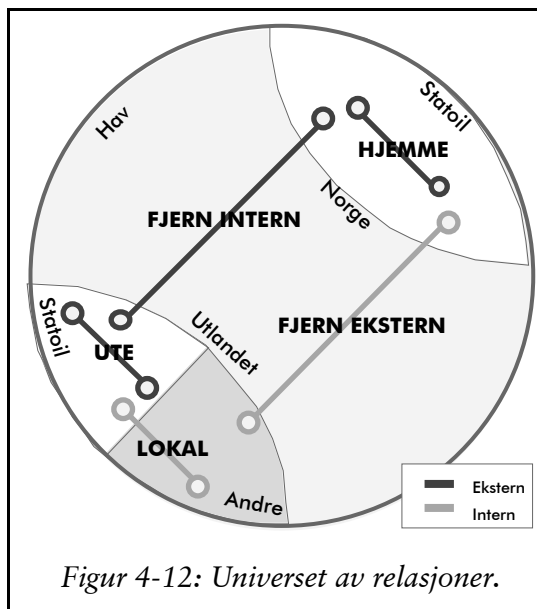 Hav
Statoil
HJEMME
Norge
FJERN INTERN
Statoil
Utlandet
FJERN EKSTERN
UTE
LOKAL
Andre
Ekstern
Intern
Figur 4-12: Universet av relasjoner.